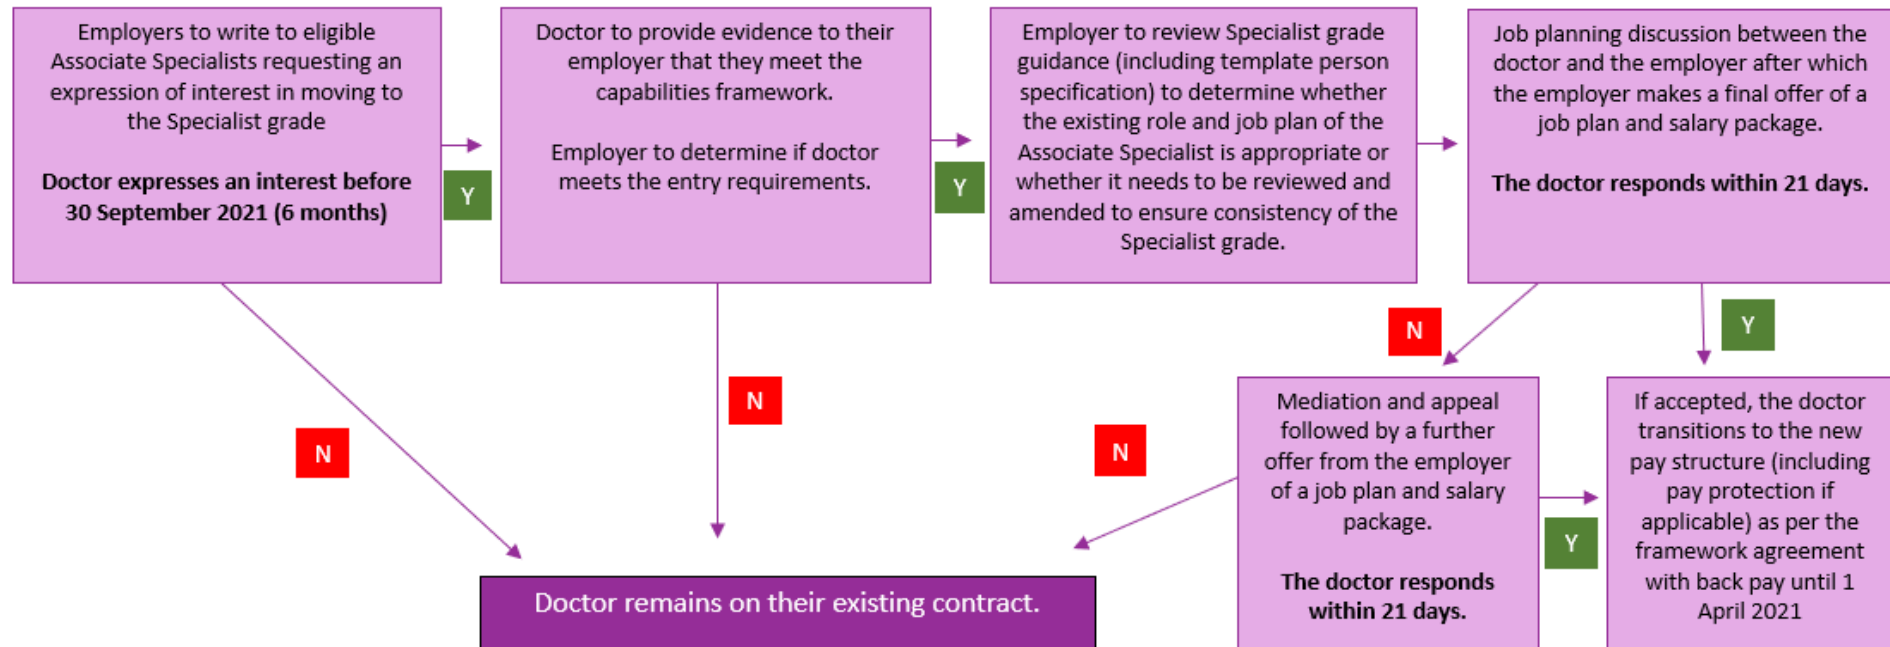 Employers to write to eligible
Associate Specialists requesting an
expression of interest in moving to
the Specialist grade
Doctor expresses an interest before
30 September 2021 (6 months)
Y
Doctor to provide evidence to their
employer that they meet the
capabilities framework.
Employer to determine if doctor
meets the entry requirements.
Y
Employer to review Specialist grade
guidance (including template person
specification) to determine whether
the existing role and job plan of the
Associate Specialist is appropriate or
whether it needs to be reviewed and
amended to ensure consistency of the
Specialist grade.
Job planning discussion between the
doctor and the employer after which
the employer makes a final offer of a
job plan and salary package.
The doctor responds within 21 days.
N
Y
N
N
N
Mediation and appeal
followed by a further
offer from the employer
of a job plan and salary
package.
The doctor responds
within 21 days.
Y
If accepted, the doctor
transitions to the new
pay structure (including
pay protection if
applicable) as per the
framework agreement
with back pay until 1
April 2021
Doctor remains on their existing contract.